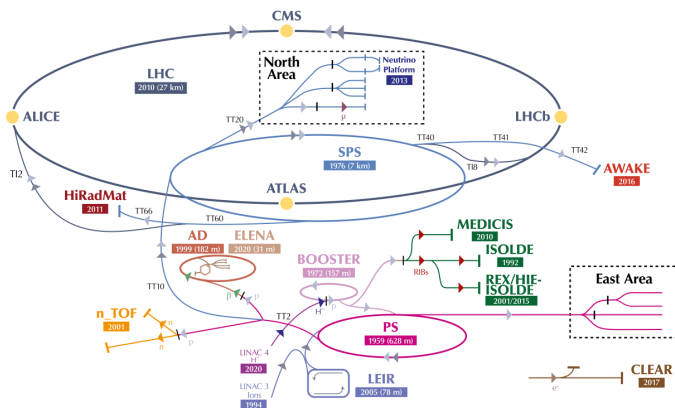 CMS
North
Area
Neutrino
Platform
2013
LHC
2010 (27 km)
μ
ALICE
LHCb
TT20
TT40
TT41
TI8
TT42
SPS
1976 (7 km)
AWAKE
2016
TI2
HiRadMat
2011
TT66
ATLAS
TT60
AD
1999 (182 m)
ELENA
2020 (31 m)
MEDICIS
2010
BOOSTER
1972 (157 m)
ISOLDE
1992
RIBs
REX/HIE-
ISOLDE
2001/2015
East Area
TT10
p
p
H⁻
p
TT2
n_TOF
2001
n
n
p
PS
1959 (628 m)
LINAC 4
H⁻
2020
LINAC 3
Ions
1994
LEIR
2005 (78 m)
e⁻
CLEAR
2017